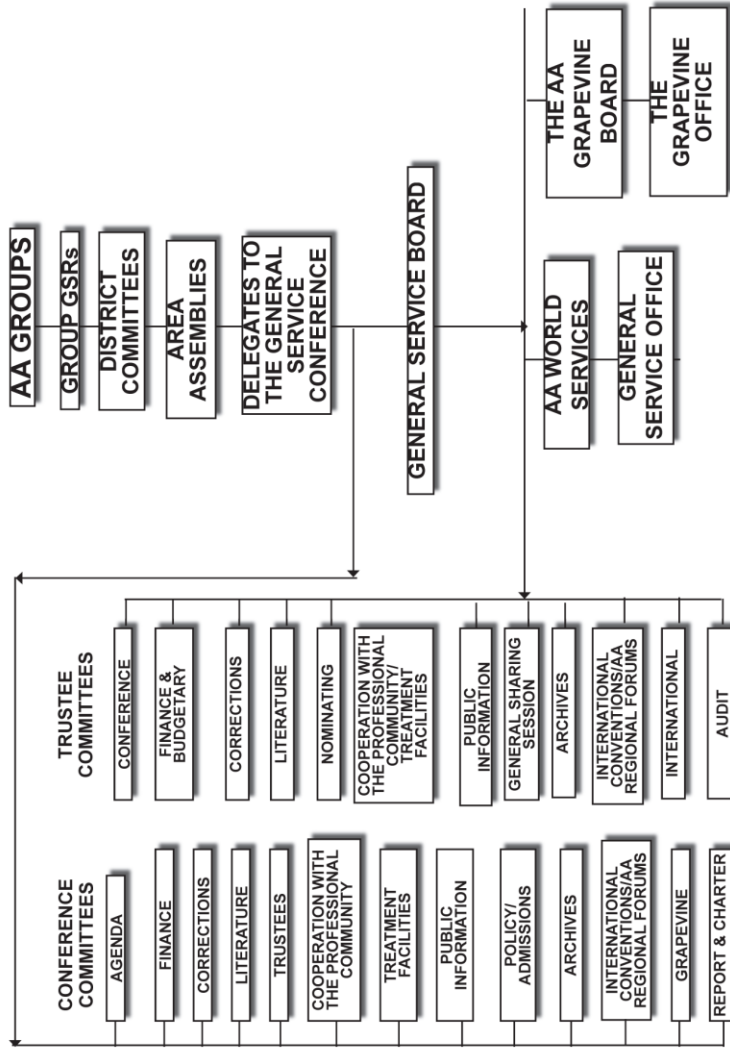 AA GROUPS
GROUP GSRs
DISTRICT
COMMITTEES
AREA
ASSEMBLIES
DELEGATES TO
THE GENERAL
SERVICE
CONFERENCE
GENERAL SERVICE BOARD
AA WORLD
SERVICES
GENERAL
SERVICE OFFICE
THE AA
GRAPEVINE
BOARD
THE
GRAPEVINE
OFFICE
TRUSTEE
COMMITTEES
CONFERENCE
FINANCE &
BUDGETARY
CORRECTIONS
LITERATURE
NOMINATING
COOPERATION WITH
THE PROFESSIONAL
COMMUNITY/
TREATMENT
FACILITIES
PUBLIC
INFORMATION
GENERAL SHARING
SESSION
ARCHIVES
INTERNATIONAL
CONVENTIONS/AA
REGIONAL FORUMS
INTERNATIONAL
AUDIT
CONFERENCE
COMMITTEES
AGENDA
FINANCE
CORRECTIONS
LITERATURE
TRUSTEES
COOPERATION WITH
THE PROFESSIONAL
COMMUNITY
TREATMENT
FACILITIES
PUBLIC
INFORMATION
POLICY/
ADMISSIONS
ARCHIVES
INTERNATIONAL
CONVENTIONS/AA
REGIONAL FORUMS
GRAPEVINE
REPORT & CHARTER